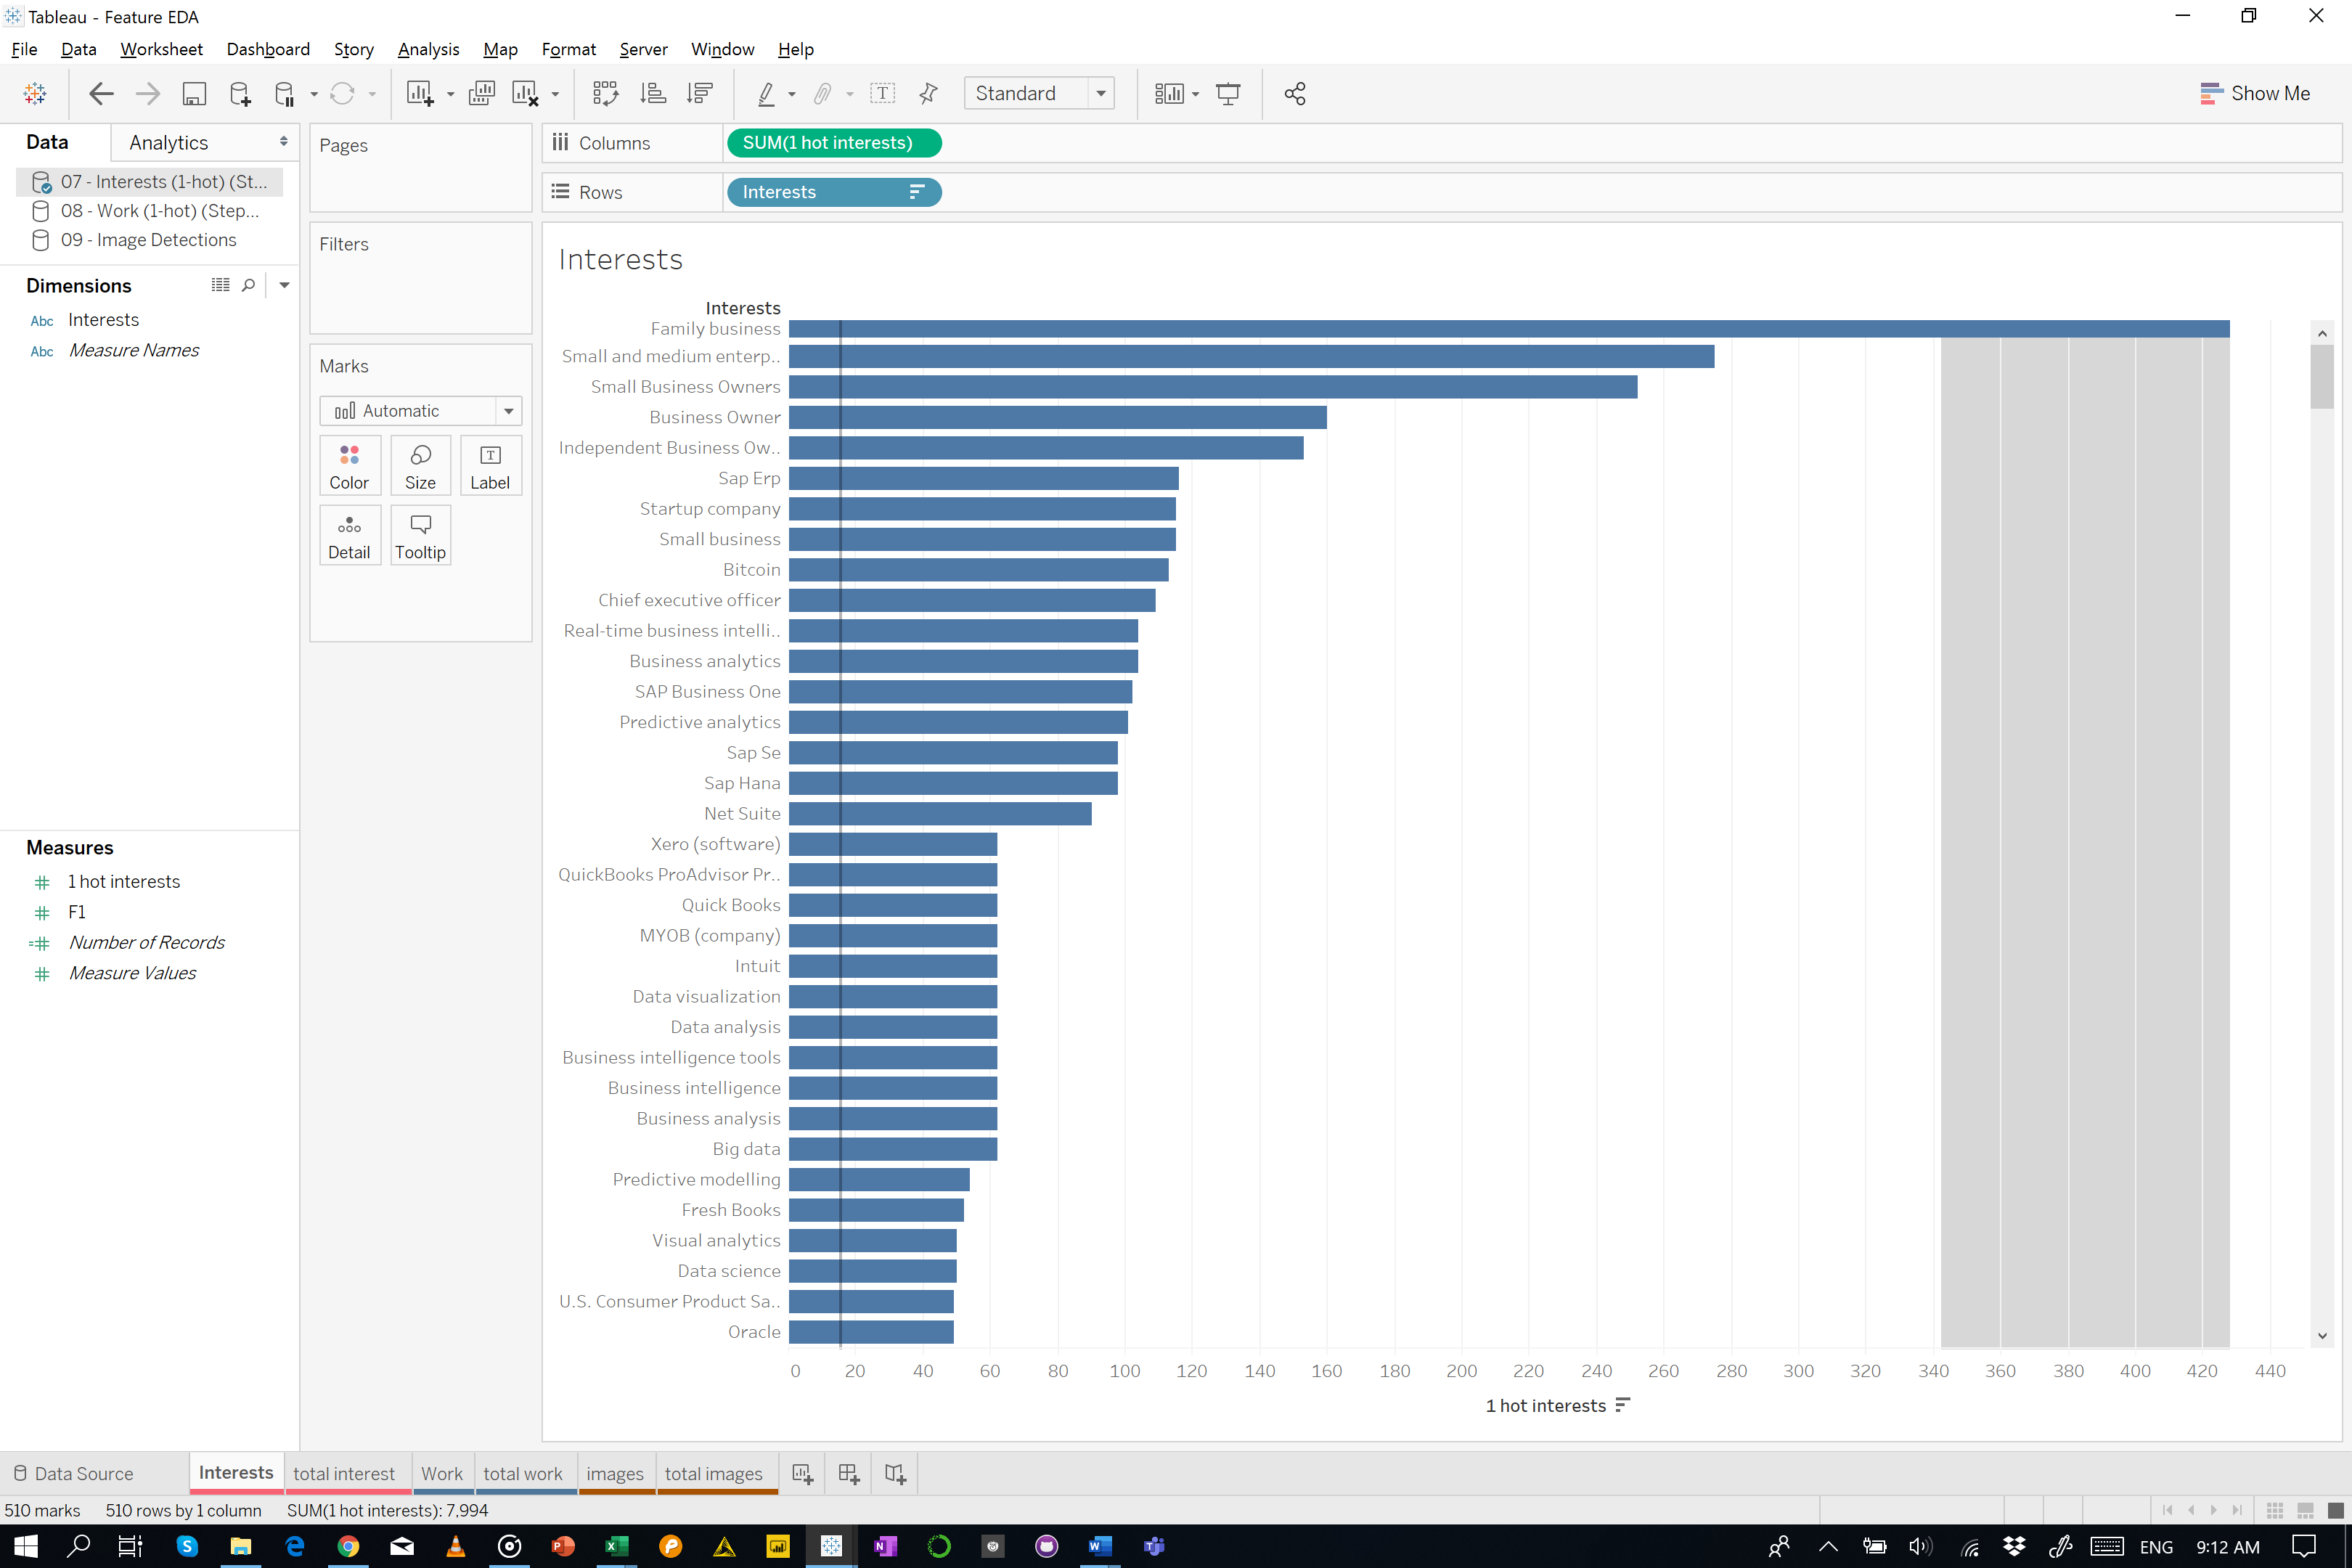 Tableau - Feature EDA
File Data Worksheet Dashboard Story Analysis Map Format Server Window Help
Standard
Show Me
Data
Analytics
07 - Interests (1-hot) (St...
08 - Work (1-hot) (Step...
09 - Image Detections
Dimensions
Abc Interests
Abc Measure Names
Measures
1 hot interests
F1
Number of Records
Measure Values
Pages
Filters
Marks
Automatic
Color Size Label
Detail Tooltip
Columns SUM(1 hot interests)
Rows Interests
Interests
Interests
Family business
Small and medium enterp..
Small Business Owners
Business Owner
Independent Business Ow..
Sap Erp
Startup company
Small business
Bitcoin
Chief executive officer
Real-time business intelli..
Business analytics
SAP Business One
Predictive analytics
Sap Se
Sap Hana
Net Suite
Xero (software)
QuickBooks ProAdvisor Pr..
Quick Books
MYOB (company)
Intuit
Data visualization
Data analysis
Business intelligence tools
Business intelligence
Business analysis
Big data
Predictive modelling
Fresh Books
Visual analytics
Data science
U.S. Consumer Product Sa..
Oracle
0 20 40 60 80 100 120 140 160 180 200 220 240 260 280 300 320 340 360 380 400 420 440
1 hot interests
Data Source Interests total interest Work total work images total images
510 marks 510 rows by 1 column SUM(1 hot interests): 7,994
ENG 9:12 AM